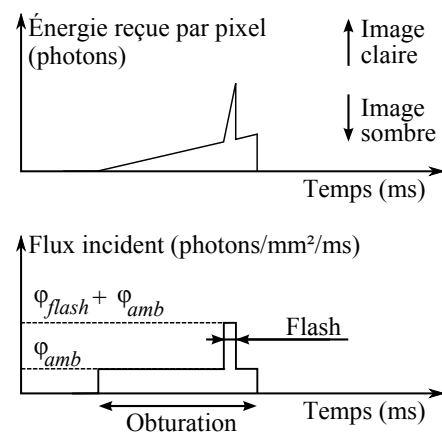 Énergie reçue par pixel
(photons)
Image
claire
Image
sombre
Temps (ms)
Flux incident (photons/mm²/ms)
φflash + φamb
Flash
φamb
Obturation
Temps (ms)